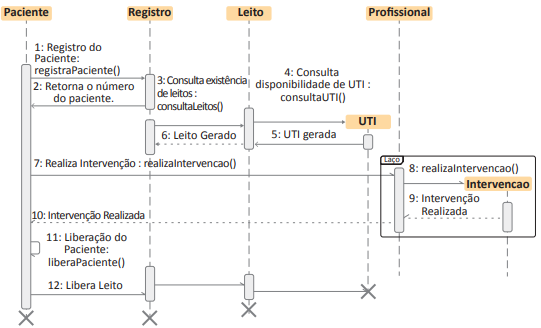 Paciente
Registro
Leito
Profissional
1: Registro do
Paciente:
registraPaciente()
2: Retorna o número
do paciente.
3: Consulta existência
de leitos :
consultaLeitos()
4: Consulta
disponibilidade de UTI :
consultaUTI()
UTI
5: UTI gerada
6: Leito Gerado
7: Realiza Intervenção : realizaIntervencao()
Laço
8: realizaIntervencao()
Intervencao
9: Intervenção
Realizada
10: Intervenção Realizada
11: Liberação do
Paciente:
liberaPaciente()
12: Libera Leito